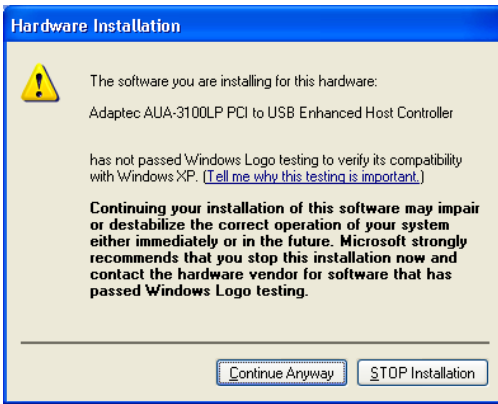 Hardware Installation
The software you are installing for this hardware:
Adaptec AUA-3100LP PCI to USB Enhanced Host Controller
has not passed Windows Logo testing to verify its compatibility
with Windows XP. (Tell me why this testing is important.)
Continuing your installation of this software may impair
or destabilize the correct operation of your system
either immediately or in the future. Microsoft strongly
recommends that you stop this installation now and
contact the hardware vendor for software that has
passed Windows Logo testing.
Continue Anyway
STOP Installation